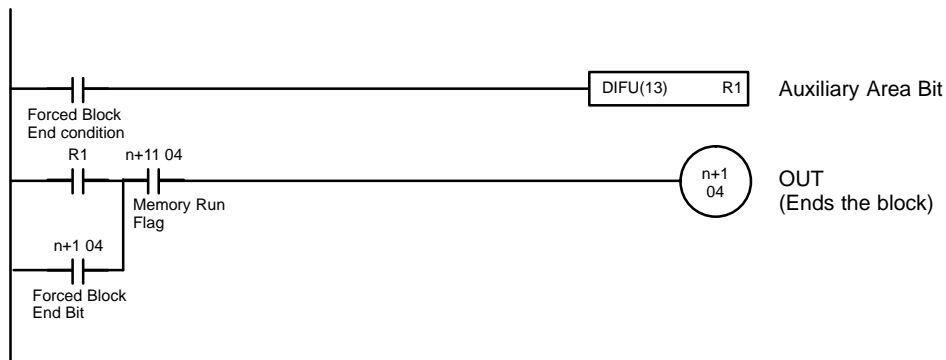 DIFU(13) R1 Auxiliary Area Bit
Forced Block
End condition
R1 n+11 04
n+1
04
OUT
(Ends the block)
Memory Run
Flag
n+1 04
Forced Block
End Bit